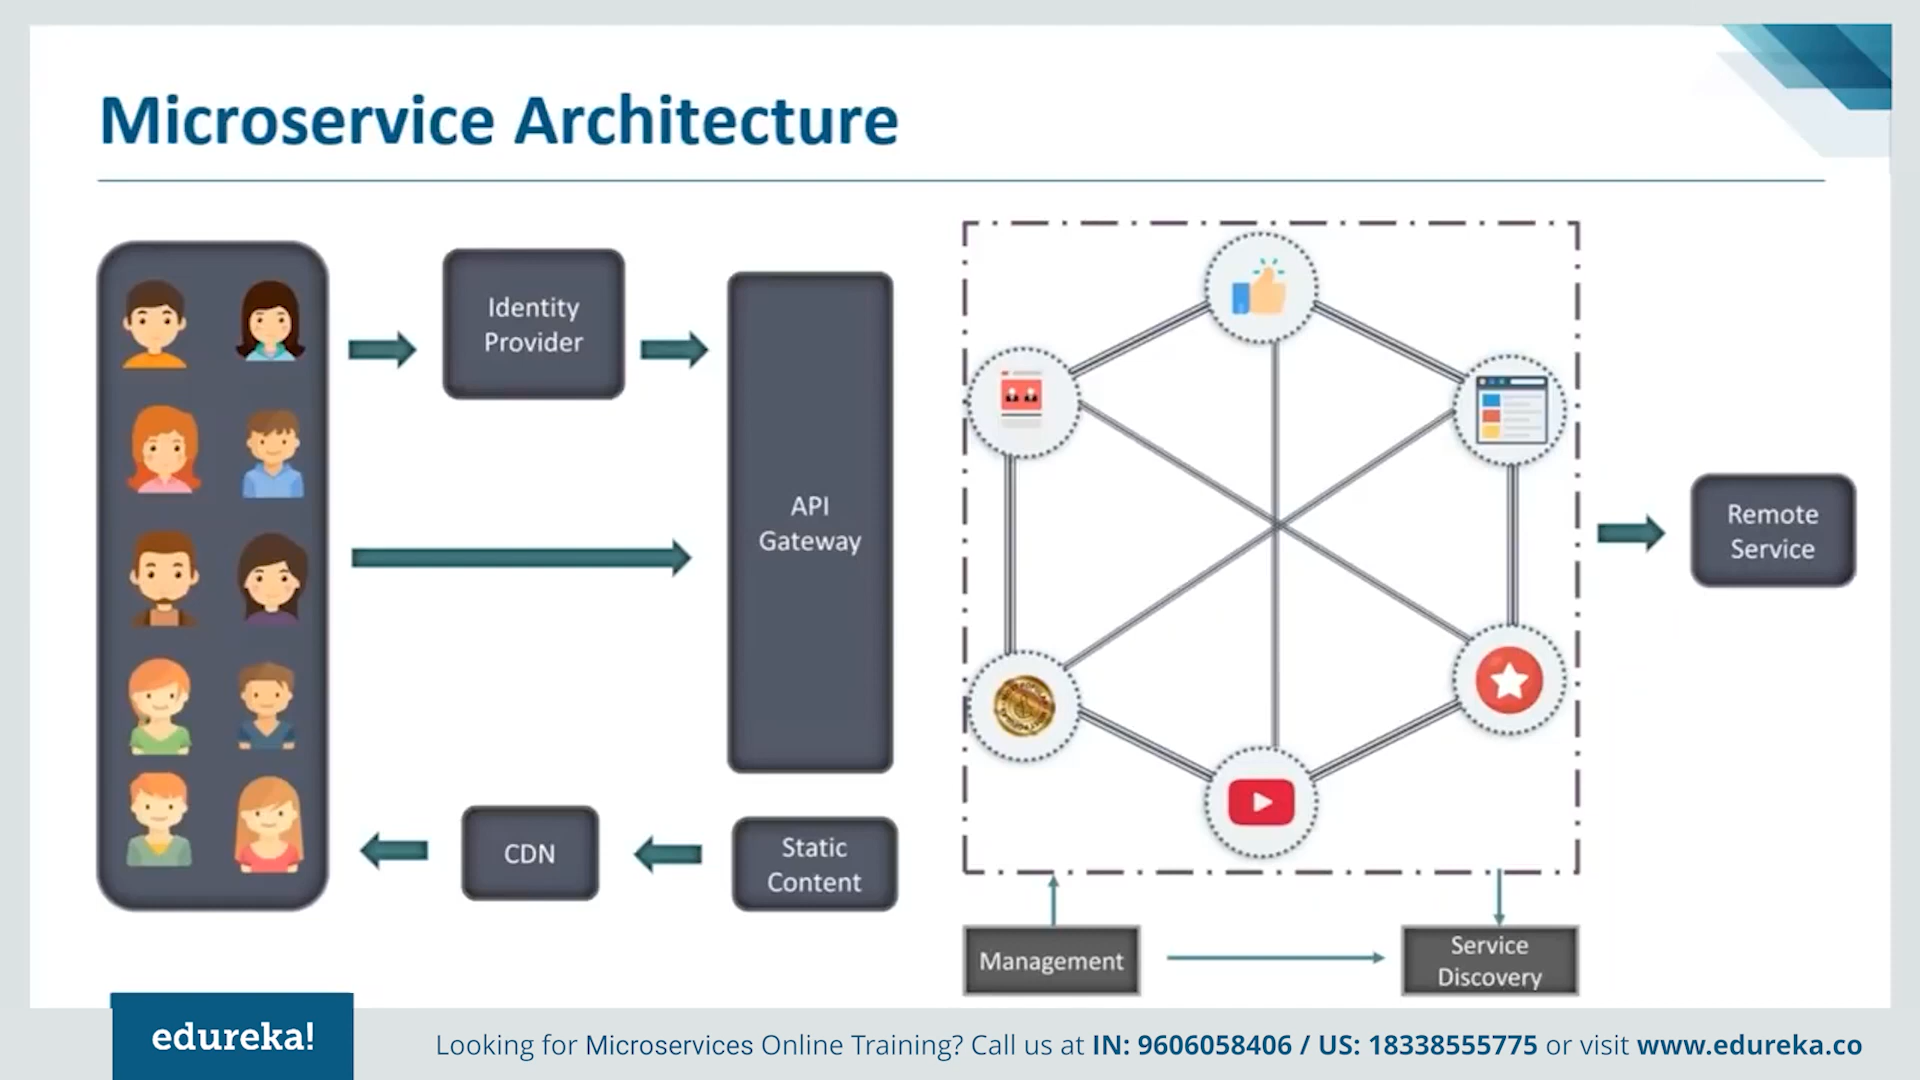 Microservice Architecture
Identity
Provider
API
Gateway
Remote
Service
CDN
Static
Content
Management
Service
Discovery
edureka!
Looking for Microservices Online Training? Call us at IN: 9606058406 / US: 18338555775 or visit www.edureka.co